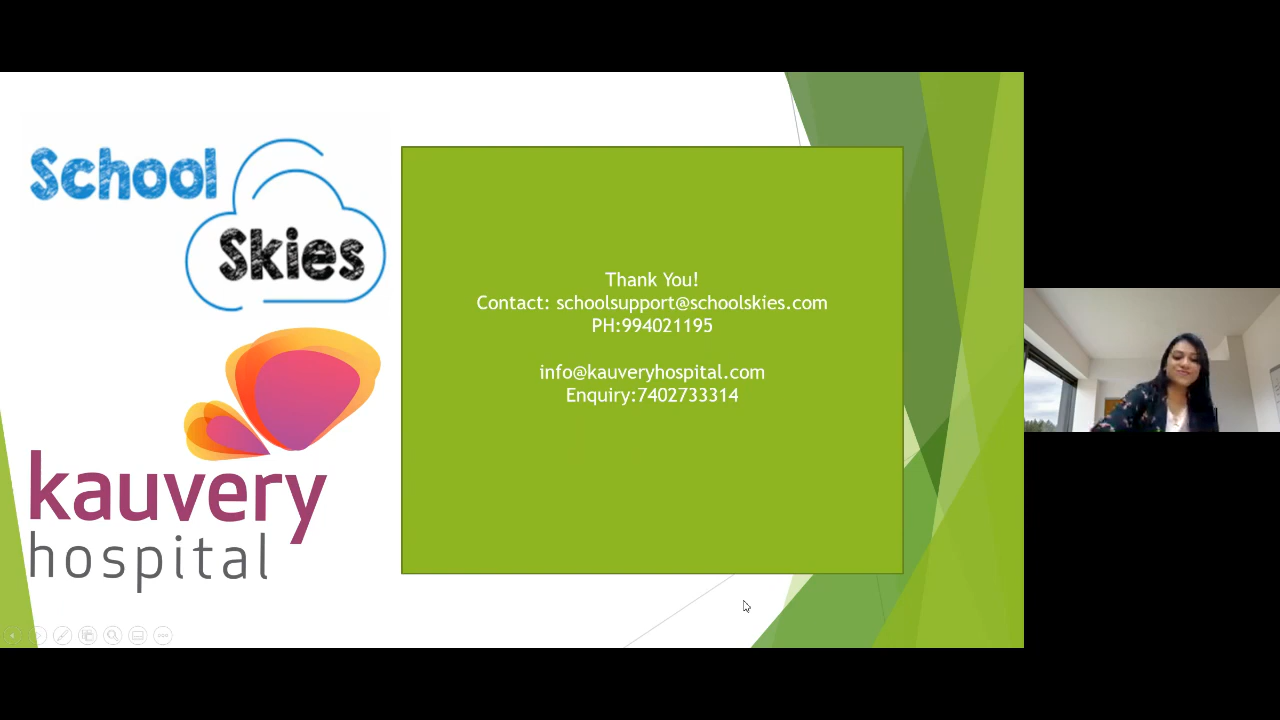 School
Skies
kauvery
hospital
Thank You!
Contact: schoolsupport@schoolskies.com
PH:994021195
info@kauveryhospital.com
Enquiry:7402733314